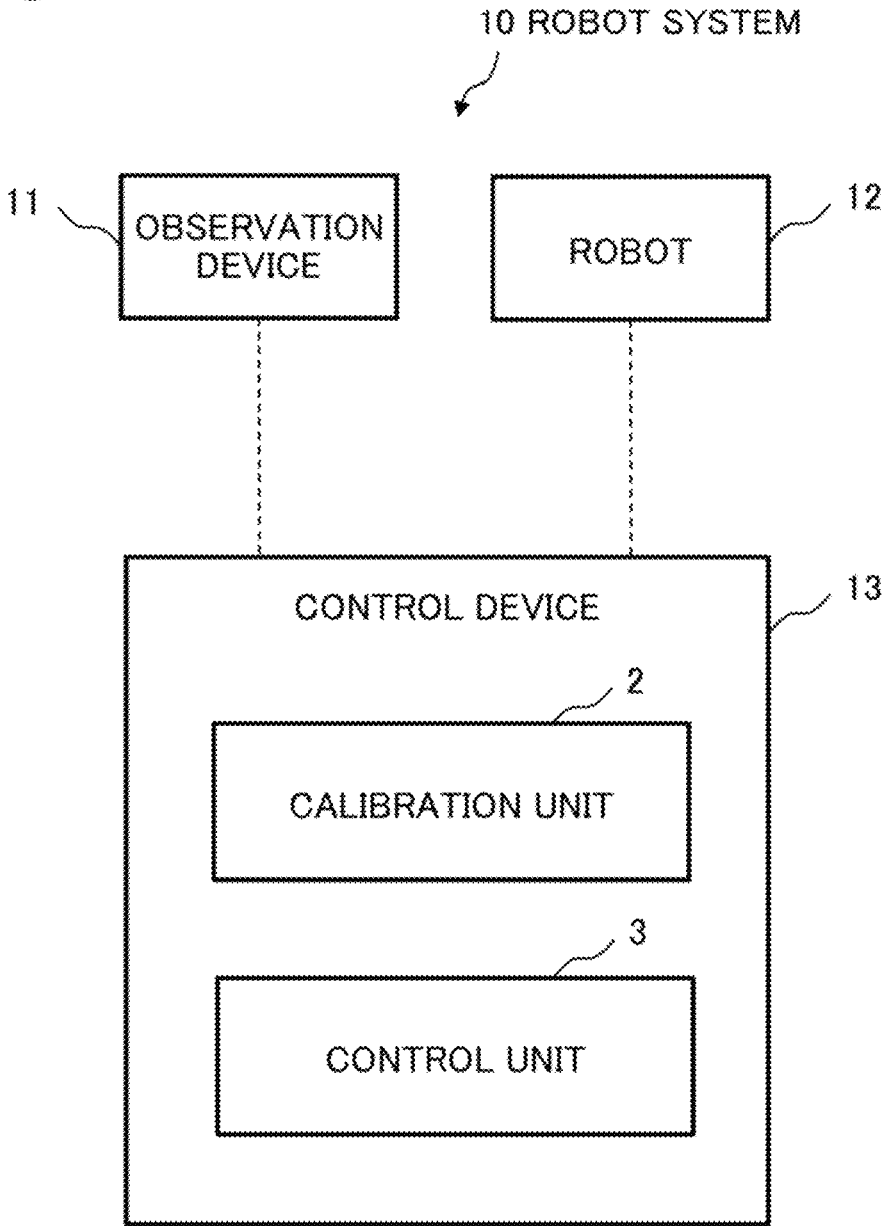 10 ROBOT SYSTEM
11
OBSERVATION
DEVICE
ROBOT
12
CONTROL DEVICE
13
2
CALIBRATION UNIT
3
CONTROL UNIT